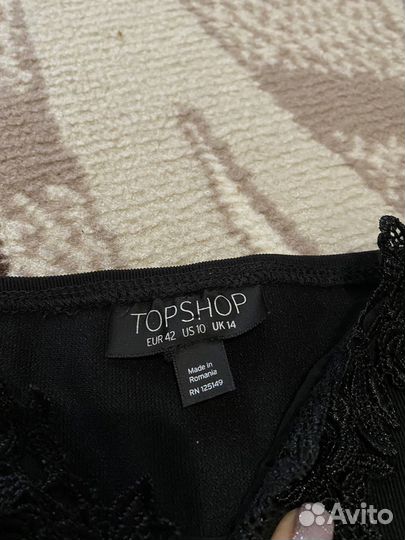 TOPSHOP
EUR 42 US 10 UK 14
Made in
Romania
RN 125149
Avito